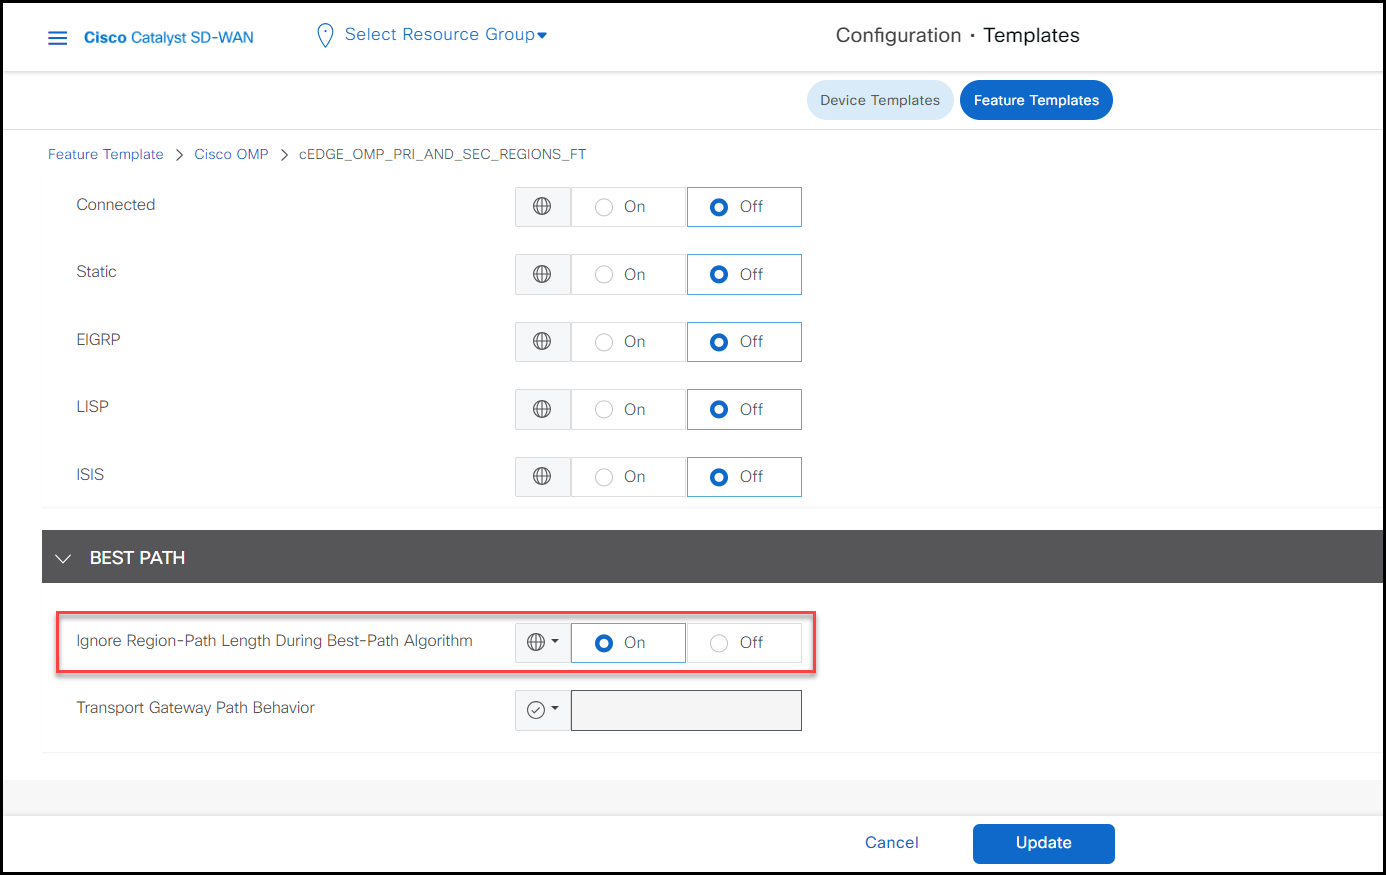 Cisco Catalyst SD-WAN
Select Resource Group
Configuration · Templates
Device Templates
Feature Templates
Feature Template > Cisco OMP > cEDGE_OMP_PRI_AND_SEC_REGIONS_FT
Connected On Off
Static On Off
EIGRP On Off
LISP On Off
ISIS On Off
BEST PATH
Ignore Region-Path Length During Best-Path Algorithm On Off
Transport Gateway Path Behavior
Cancel Update